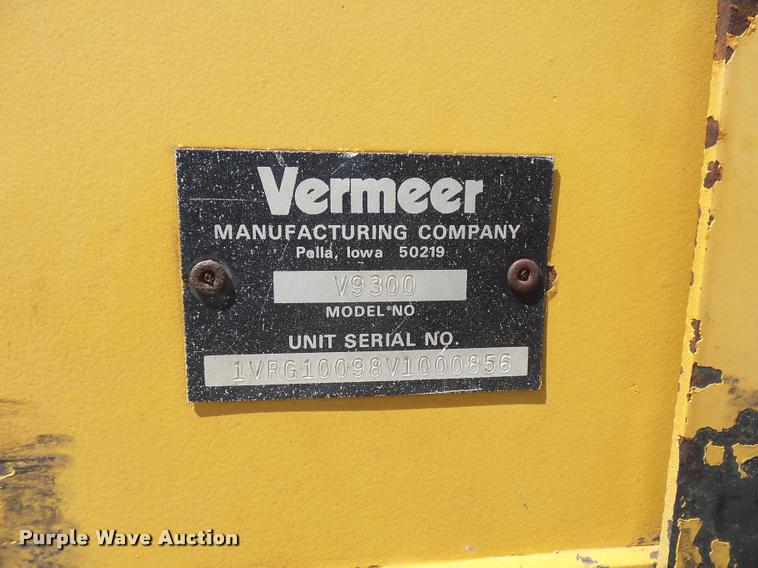 Vermeer
MANUFACTURING COMPANY
Pella, Iowa 50219
V9300
MODEL NO
UNIT SERIAL NO.
1VRG10098V1000856
Purple Wave Auction